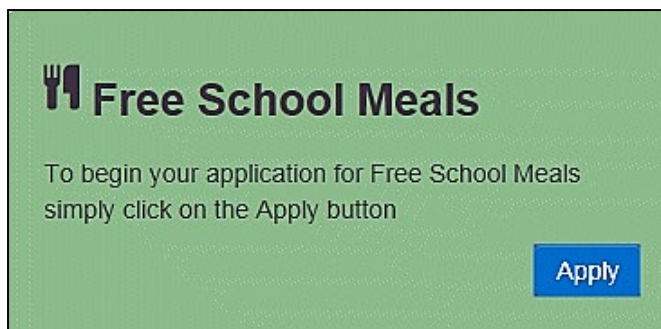 Free School Meals
To begin your application for Free School Meals
simply click on the Apply button
Apply